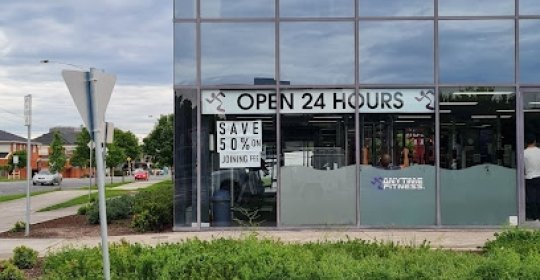 OPEN 24 HOURS
SAVE
50% ON
JOINING FEE
ANYTIME
FITNESS.